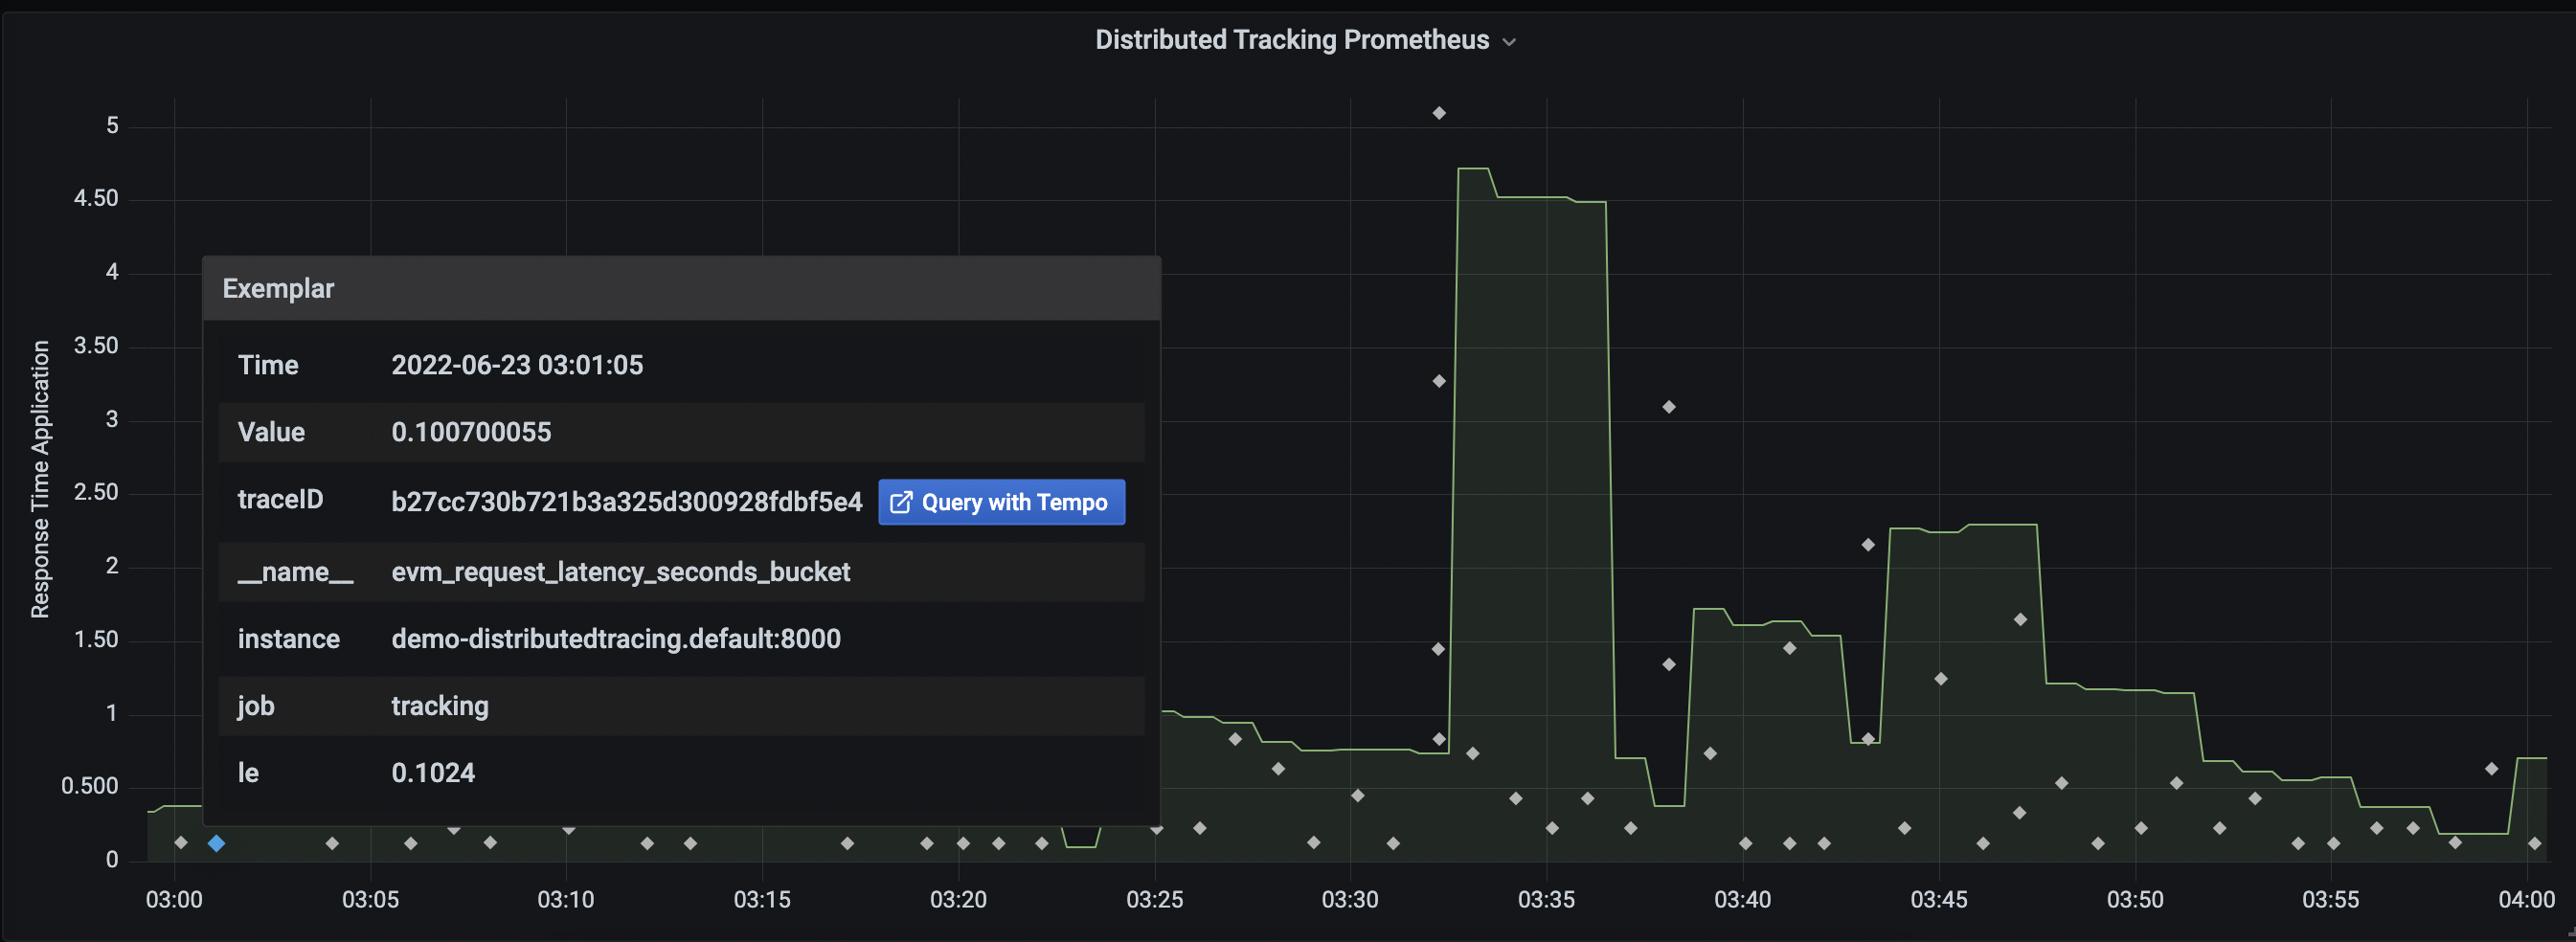 Distributed Tracking Prometheus
Response Time Application
5
4.50
4
3.50
3
2.50
2
1.50
1
0.500
0
Exemplar
Time 2022-06-23 03:01:05
Value 0.100700055
traceID b27cc730b721b3a325d300928fdbf5e4 Query with Tempo
__name__ evm_request_latency_seconds_bucket
instance demo-distributedtracing.default:8000
job tracking
le 0.1024
03:00 03:05 03:10 03:15 03:20 03:25 03:30 03:35 03:40 03:45 03:50 03:55 04:00